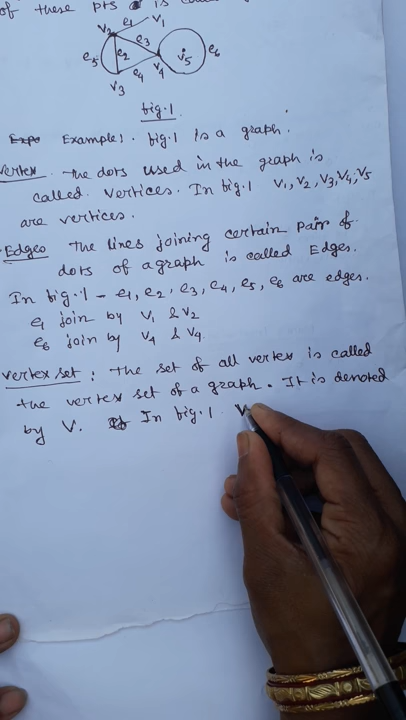 of these pts is
V2 e1 V1
e3
e5 e2 V5 e6
e4 V4
V3
fig.1
Example: fig.1 is a graph.
Vertex The dots used in the graph is
called vertices. In fig.1 V1, V2, V3, V4, V5
are vertices.
Edges The lines joining certain pair of
dots of a graph is called Edges.
In fig.1 – e1, e2, e3, e4, e5, e6 are edges.
e1 join by V1 & V2
e6 join by V4 & V4.
Vertex set : The set of all vertex is called
the vertex set of a graph. It is denoted
by V. In fig.1. V